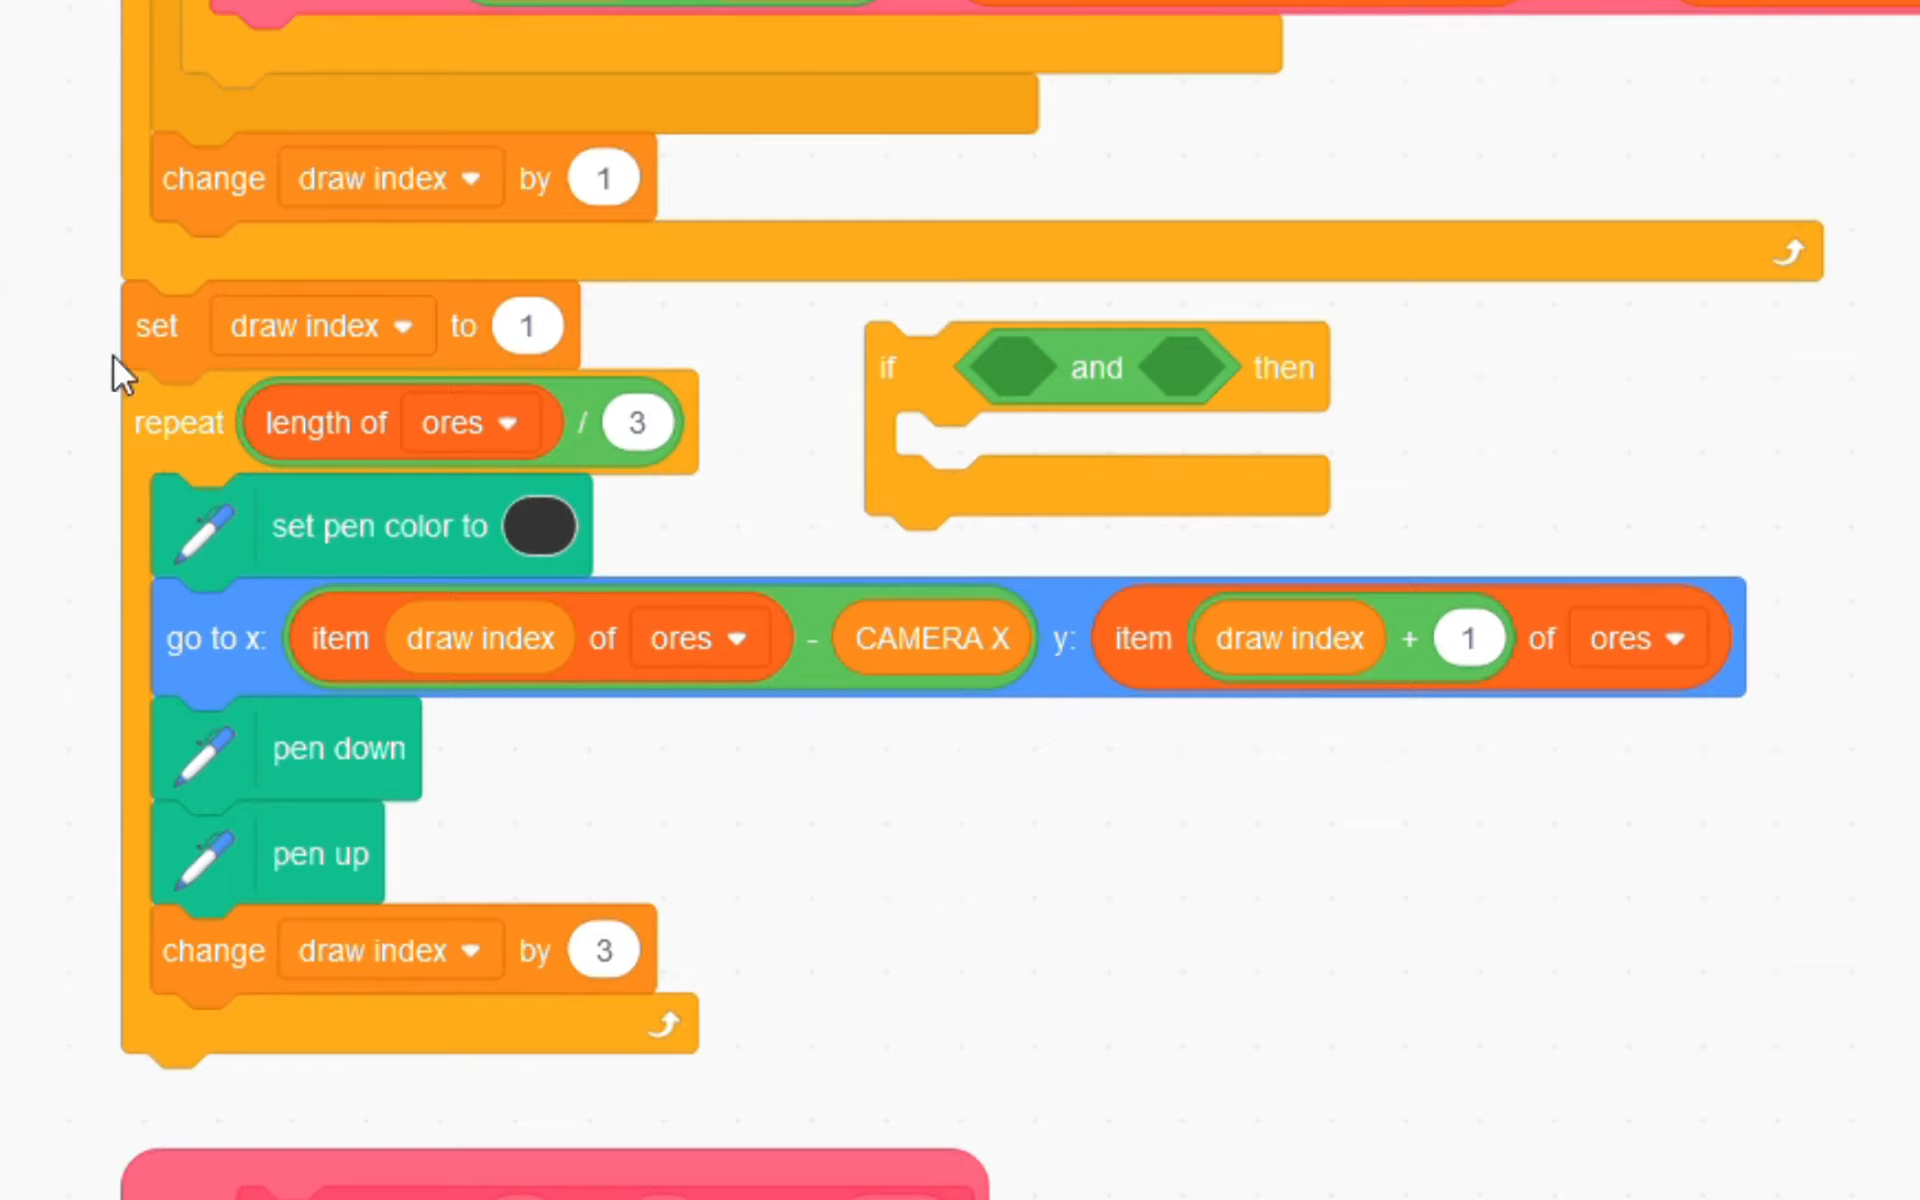 change draw index by 1
set draw index to 1
if and then
repeat length of ores / 3
set pen color to
go to x: item draw index of ores - CAMERA X y: item draw index + 1 of ores
pen down
pen up
change draw index by 3